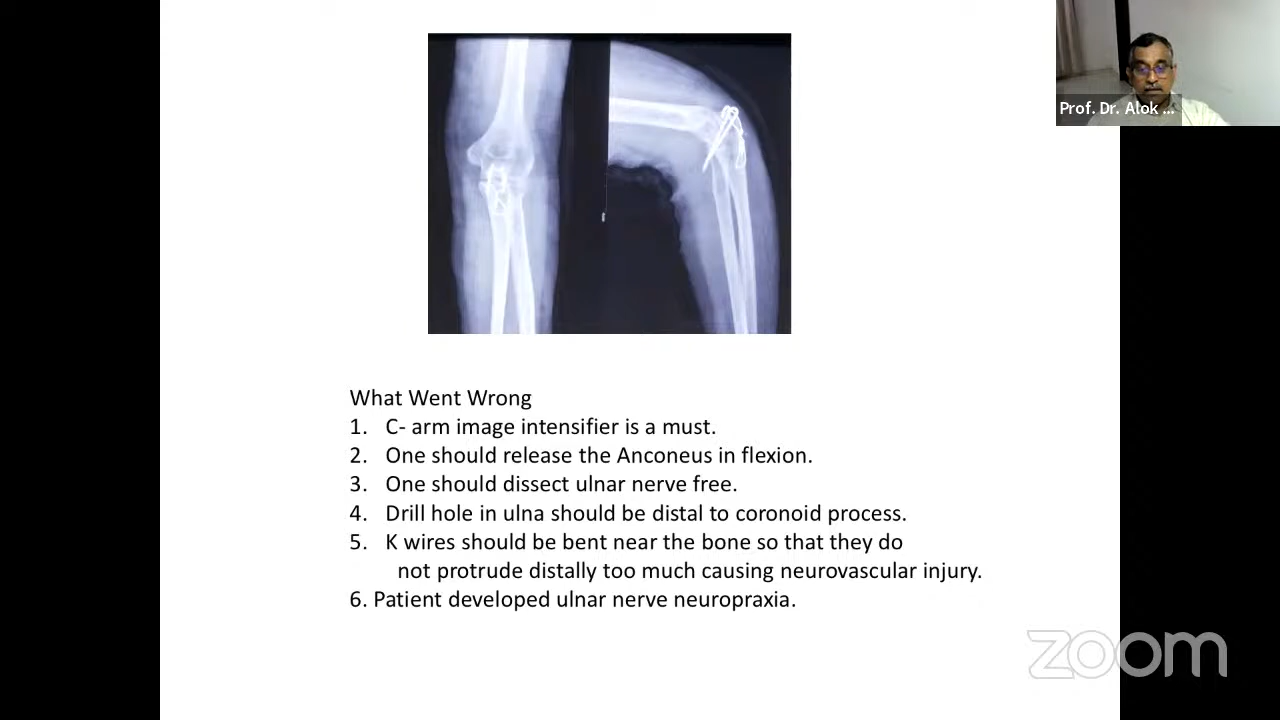 Prof. Dr. Alok ...
What Went Wrong
1. C- arm image intensifier is a must.
2. One should release the Anconeus in flexion.
3. One should dissect ulnar nerve free.
4. Drill hole in ulna should be distal to coronoid process.
5. K wires should be bent near the bone so that they do
not protrude distally too much causing neurovascular injury.
6. Patient developed ulnar nerve neuropraxia.
zoom